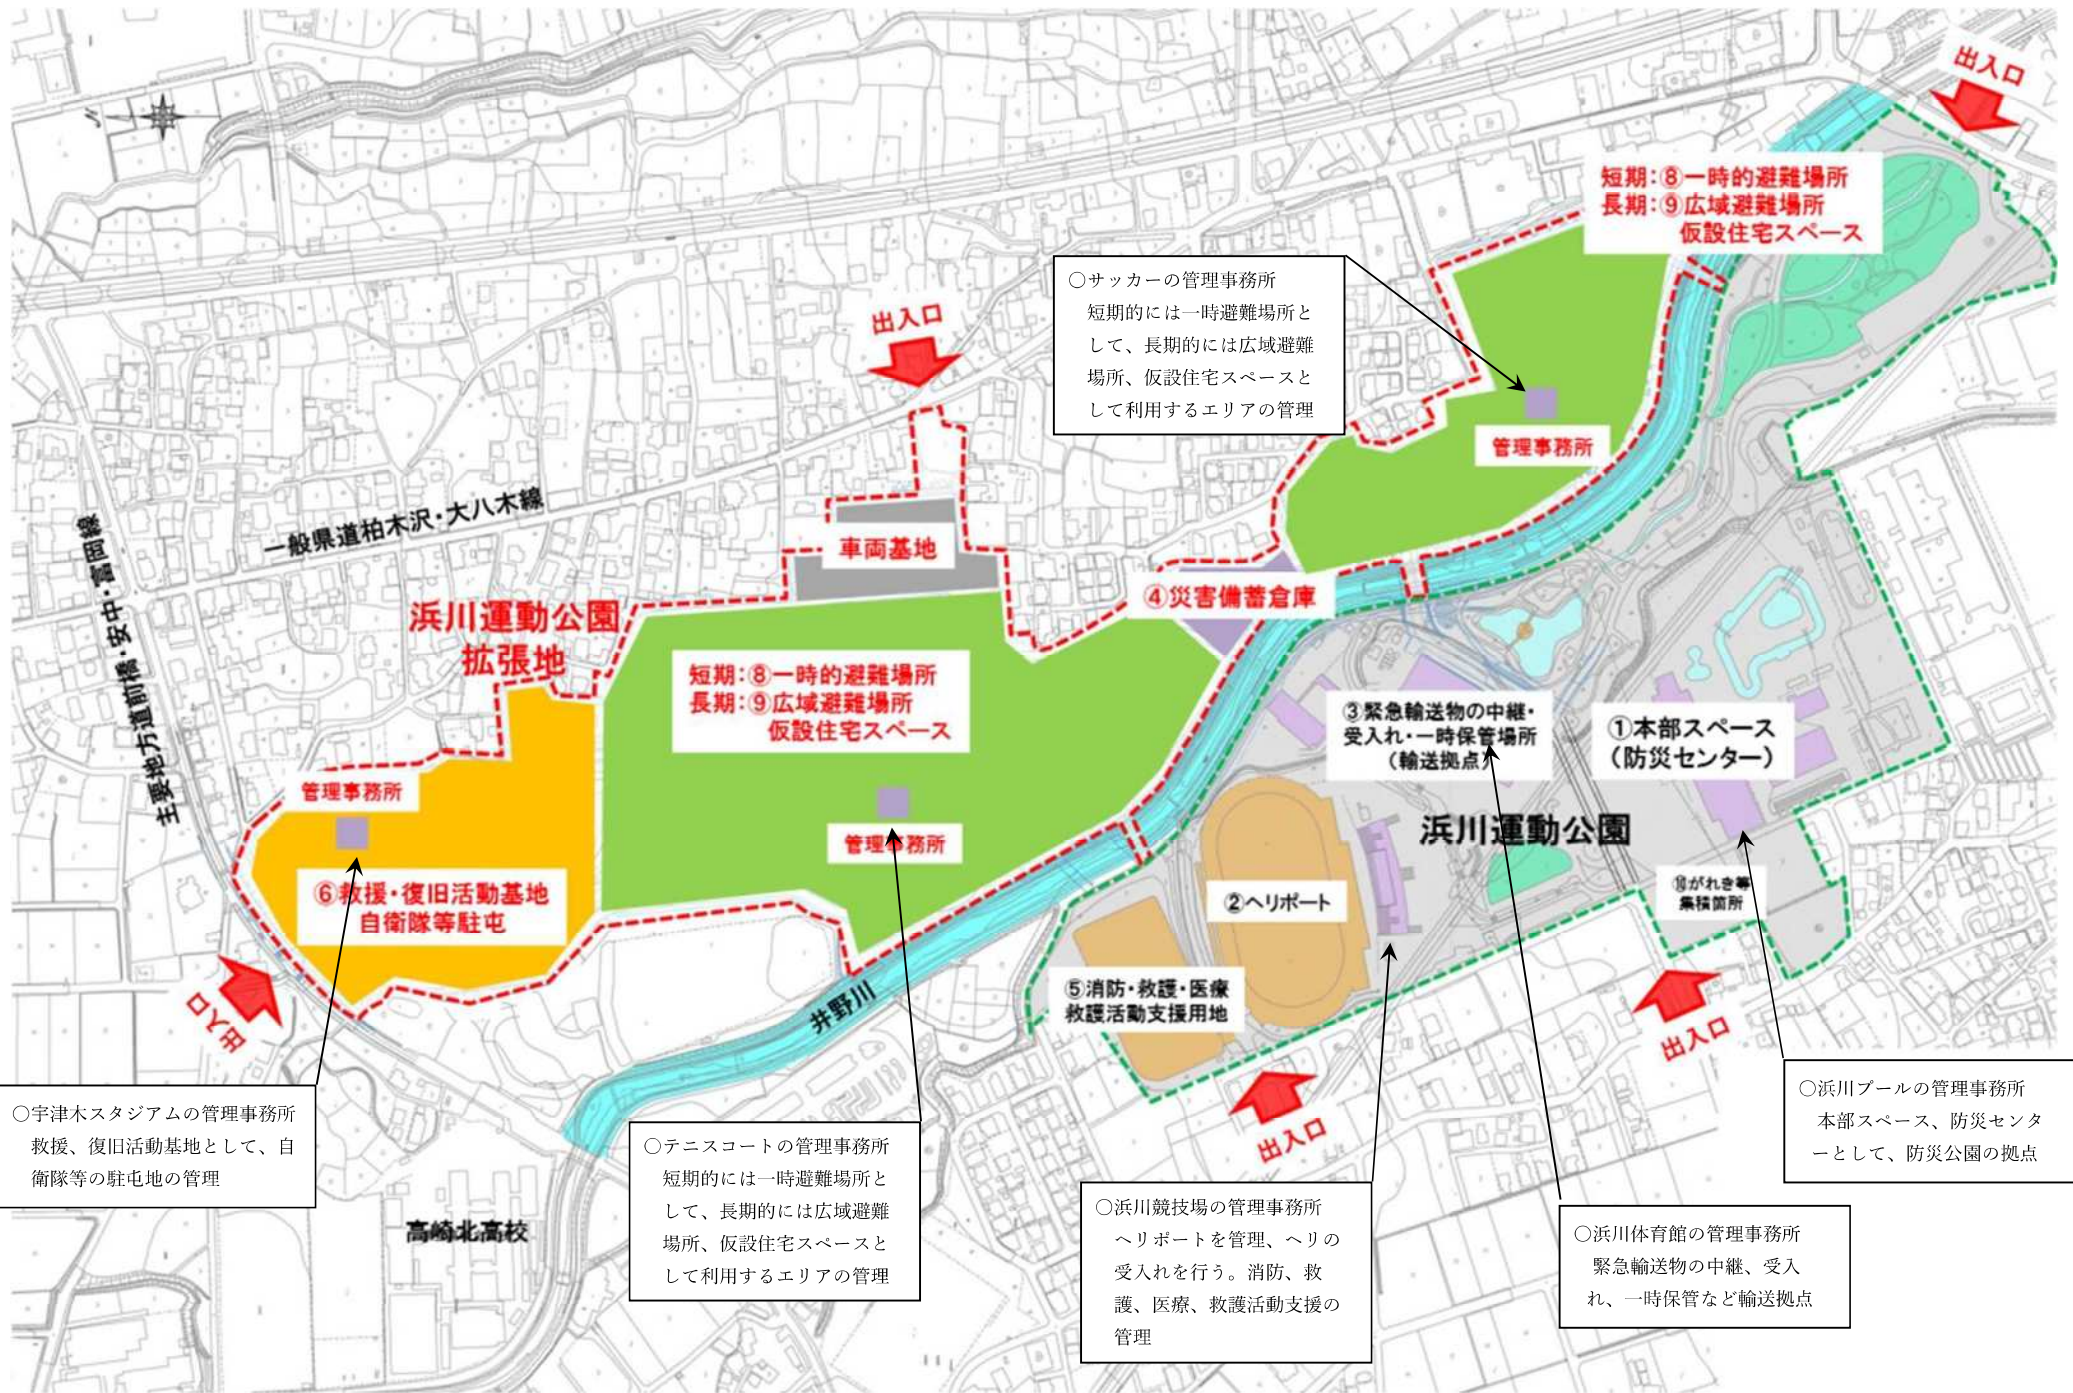 出入口
短期:⑧一時的避難場所
長期:⑨広域避難場所
仮設住宅スペース
〇サッカーの管理事務所
短期的には一時避難場所と
して、長期的には広域避難
場所、仮設住宅スペースと
して利用するエリアの管理
出入口
管理事務所
一般県道柏木沢・大八木線
主要地方道前橋・安中・富岡線
車両基地
④災害備蓄倉庫
浜川運動公園
拡張地
短期:⑧一時的避難場所
長期:⑨広域避難場所
仮設住宅スペース
③緊急輸送物の中継・
受入れ・一時保管場所
(輸送拠点)
①本部スペース
(防災センター)
管理事務所
管理事務所
浜川運動公園
⑥救援・復旧活動基地
自衛隊等駐屯
②ヘリポート
⑩がれき等
集積箇所
⑤消防・救護・医療
救護活動支援用地
出入口
井野川
出入口
出入口
〇宇津木スタジアムの管理事務所
救援、復旧活動基地として、自
衛隊等の駐屯地の管理
〇テニスコートの管理事務所
短期的には一時避難場所と
して、長期的には広域避難
場所、仮設住宅スペースと
して利用するエリアの管理
〇浜川競技場の管理事務所
ヘリポートを管理、ヘリの
受入れを行う。消防、救
護、医療、救護活動支援の
管理
〇浜川体育館の管理事務所
緊急輸送物の中継、受入
れ、一時保管など輸送拠点
〇浜川プールの管理事務所
本部スペース、防災センタ
ーとして、防災公園の拠点
高崎北高校